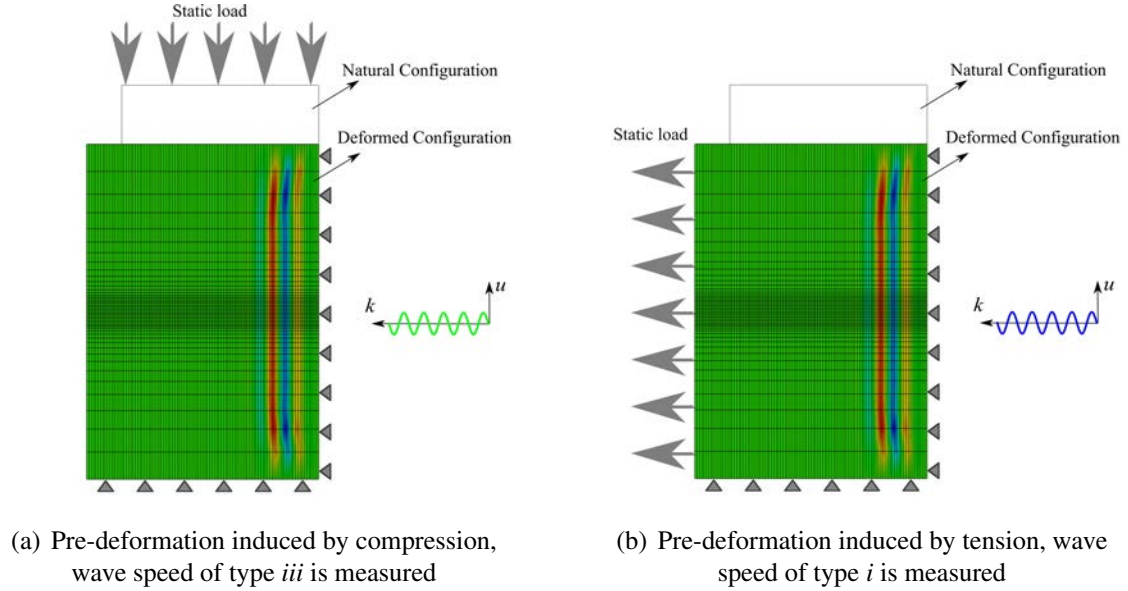 Static load
Natural Configuration
Deformed Configuration
u
k
(a) Pre-deformation induced by compression,
wave speed of type iii is measured
Natural Configuration
Static load
Deformed Configuration
u
k
(b) Pre-deformation induced by tension, wave
speed of type i is measured